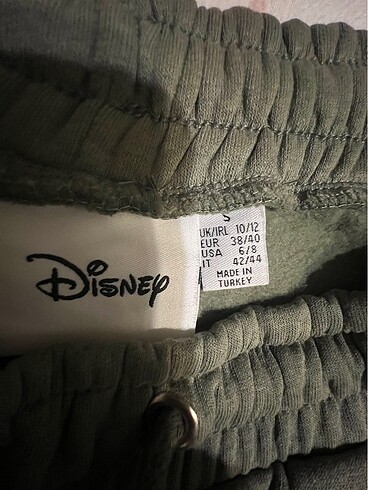 Disney
S
UK/IRL 10/12
EUR 38/40
USA 6/8
IT 42/44
MADE IN
TURKEY